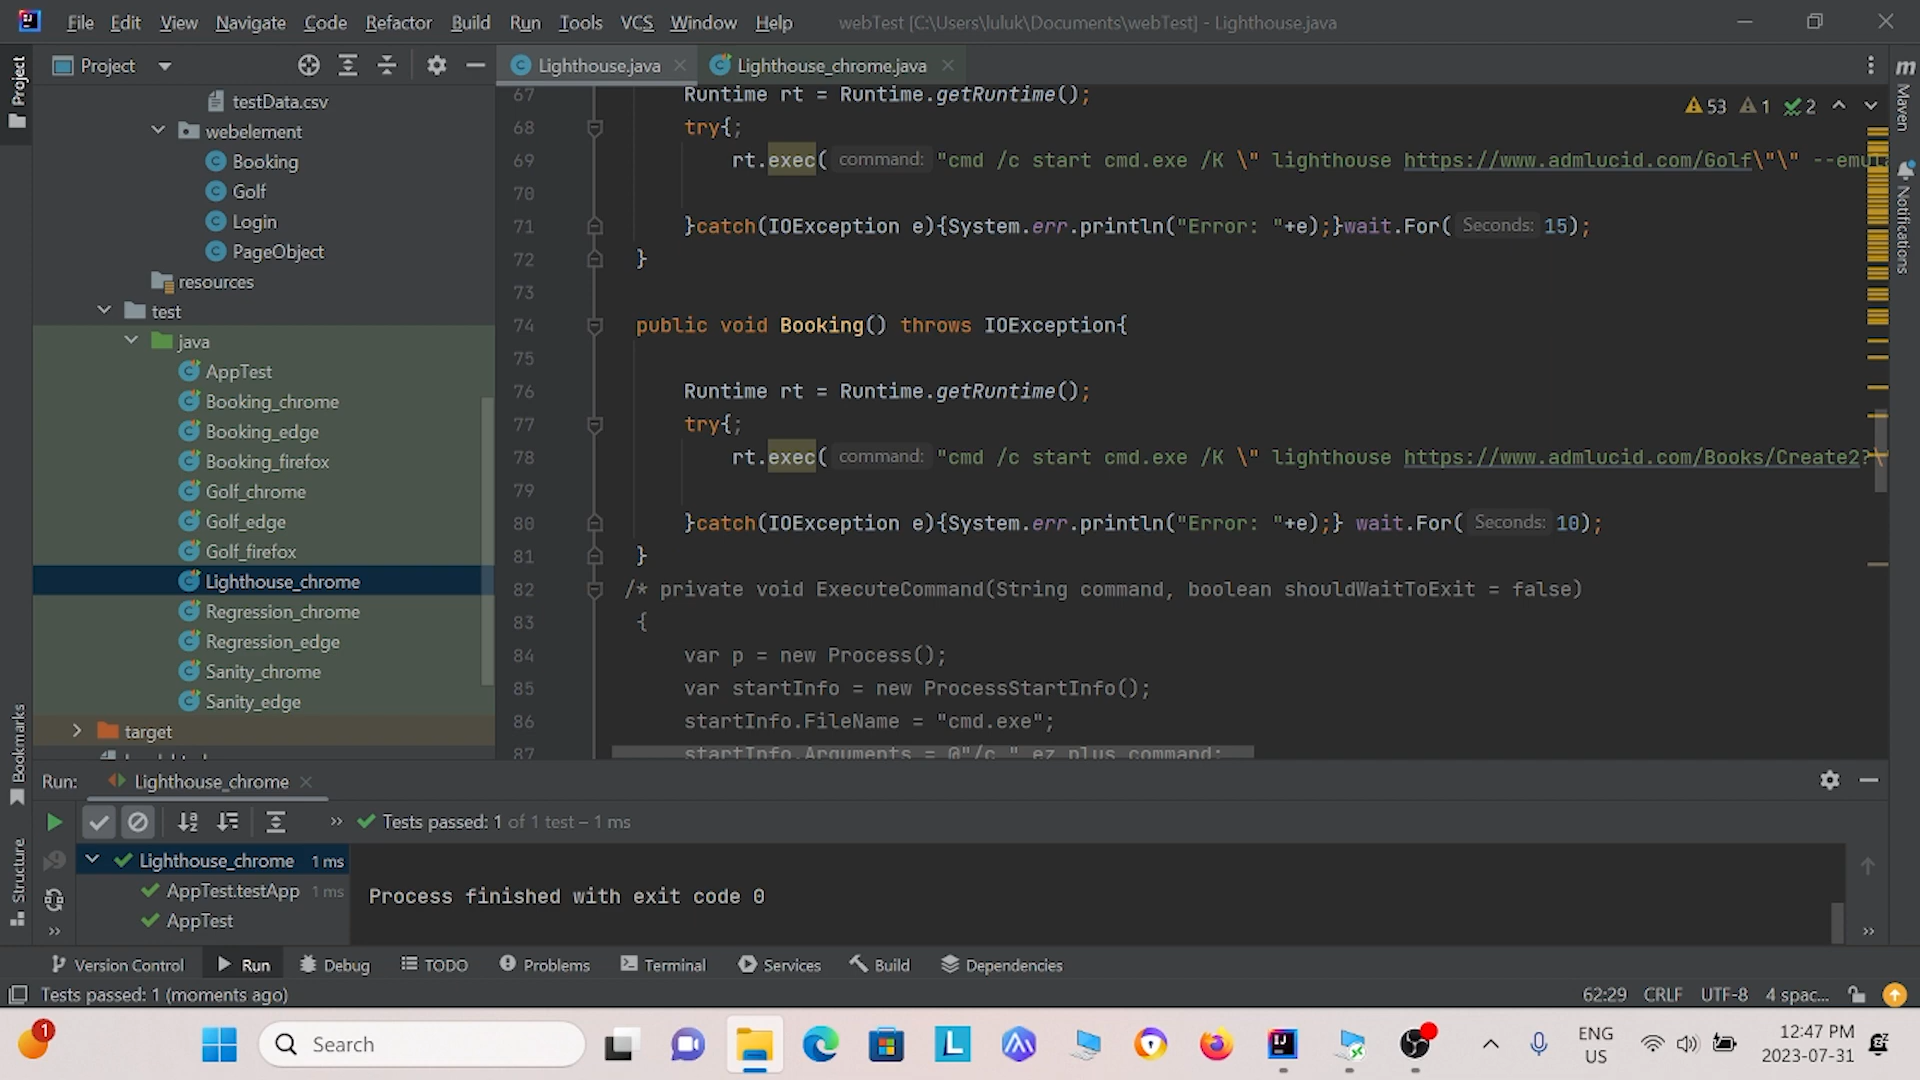 File Edit View Navigate Code Refactor Build Run Tools VCS Window Help webTest [C:\Users\luluk\Documents\webTest] - Lighthouse.java
Project
Lighthouse.java
Lighthouse_chrome.java
Project
m
Maven
Notifications
Bookmarks
Structure
testData.csv
webelement
Booking
Golf
Login
PageObject
resources
test
java
AppTest
Booking_chrome
Booking_edge
Booking_firefox
Golf_chrome
Golf_edge
Golf_firefox
Lighthouse_chrome
Regression_chrome
Regression_edge
Sanity_chrome
Sanity_edge
target
53 1 2
67 Runtime rt = Runtime.getRuntime();
68 try{;
69 rt.exec( command: "cmd /c start cmd.exe /K \" lighthouse https://www.admlucid.com/Golf\"\" --emula
70
71 }catch(IOException e){System.err.println("Error: "+e);}wait.For( Seconds: 15);
72 }
73
74 public void Booking() throws IOException{
75
76 Runtime rt = Runtime.getRuntime();
77 try{;
78 rt.exec( command: "cmd /c start cmd.exe /K \" lighthouse https://www.admlucid.com/Books/Create2?\
79
80 }catch(IOException e){System.err.println("Error: "+e);} wait.For( Seconds: 10);
81 }
82 /* private void ExecuteCommand(String command, boolean shouldWaitToExit = false)
83 {
84 var p = new Process();
85 var startInfo = new ProcessStartInfo();
86 startInfo.FileName = "cmd.exe";
87 startInfo.Arguments = @"/c " ez plus command;
Run: Lighthouse_chrome
Tests passed: 1 of 1 test – 1 ms
Lighthouse_chrome 1 ms
AppTest.testApp 1 ms
AppTest
Process finished with exit code 0
Version Control Run Debug TODO Problems Terminal Services Build Dependencies
Tests passed: 1 (moments ago)
62:29 CRLF UTF-8 4 spac...
1
Search
ENG
US
12:47 PM
2023-07-31